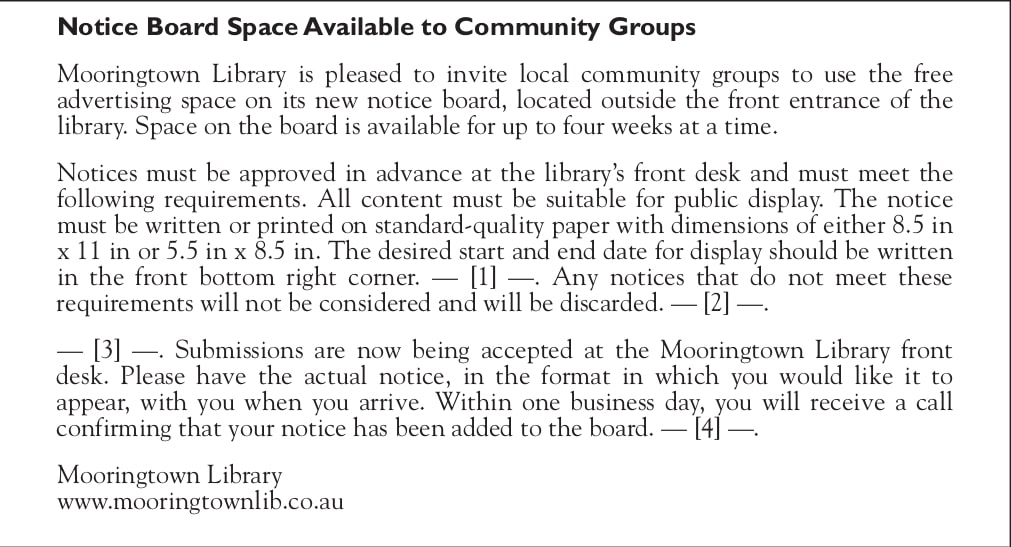 Notice Board Space Available to Community Groups
Mooringtown Library is pleased to invite local community groups to use the free
advertising space on its new notice board, located outside the front entrance of the
library. Space on the board is available for up to four weeks at a time.
Notices must be approved in advance at the library's front desk and must meet the
following requirements. All content must be suitable for public display. The notice
must be written or printed on standard-quality paper with dimensions of either 8.5 in
x 11 in or 5.5 in x 8.5 in. The desired start and end date for display should be written
in the front bottom right corner. — [1] —. Any notices that do not meet these
requirements will not be considered and will be discarded. — [2] —.
— [3] —. Submissions are now being accepted at the Mooringtown Library front
desk. Please have the actual notice, in the format in which you would like it to
appear, with you when you arrive. Within one business day, you will receive a call
confirming that your notice has been added to the board. — [4] —.
Mooringtown Library
www.mooringtownlib.co.au